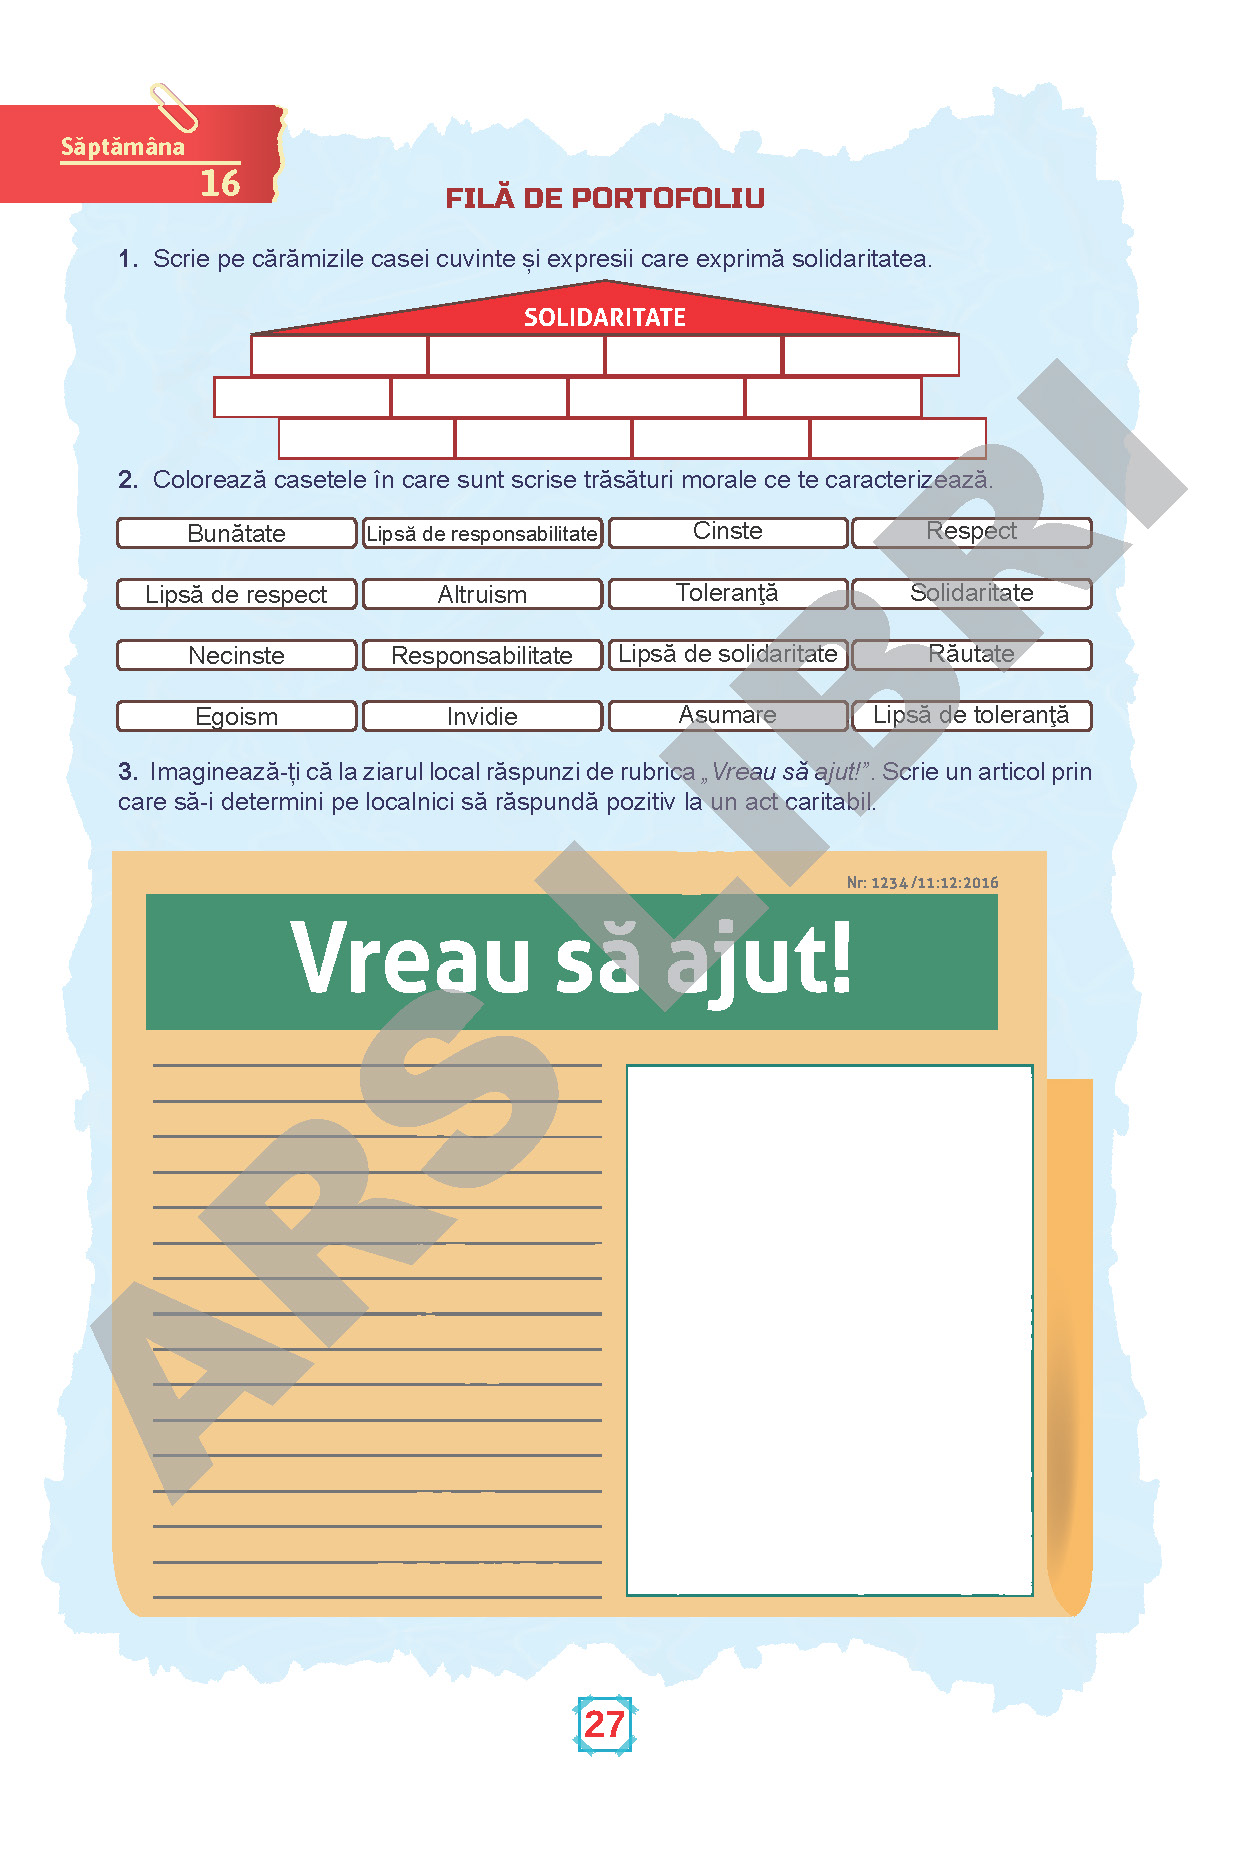 Săptămâna
16
FILĂ DE PORTOFOLIU
1. Scrie pe cărămizile casei cuvinte și expresii care exprimă solidaritatea.
SOLIDARITATE
2. Colorează casetele în care sunt scrise trăsături morale ce te caracterizează.
Bunătate Lipsă de responsabilitate Cinste Respect
Lipsă de respect Altruism Toleranţă Solidaritate
Necinste Responsabilitate Lipsă de solidaritate Răutate
Egoism Invidie Asumare Lipsă de toleranţă
3. Imaginează-ți că la ziarul local răspunzi de rubrica „Vreau să ajut!”. Scrie un articol prin
care să-i determini pe localnici să răspundă pozitiv la un act caritabil.
Nr: 1234/11:12:2016
Vreau să ajut!
ARS LIBRI
27